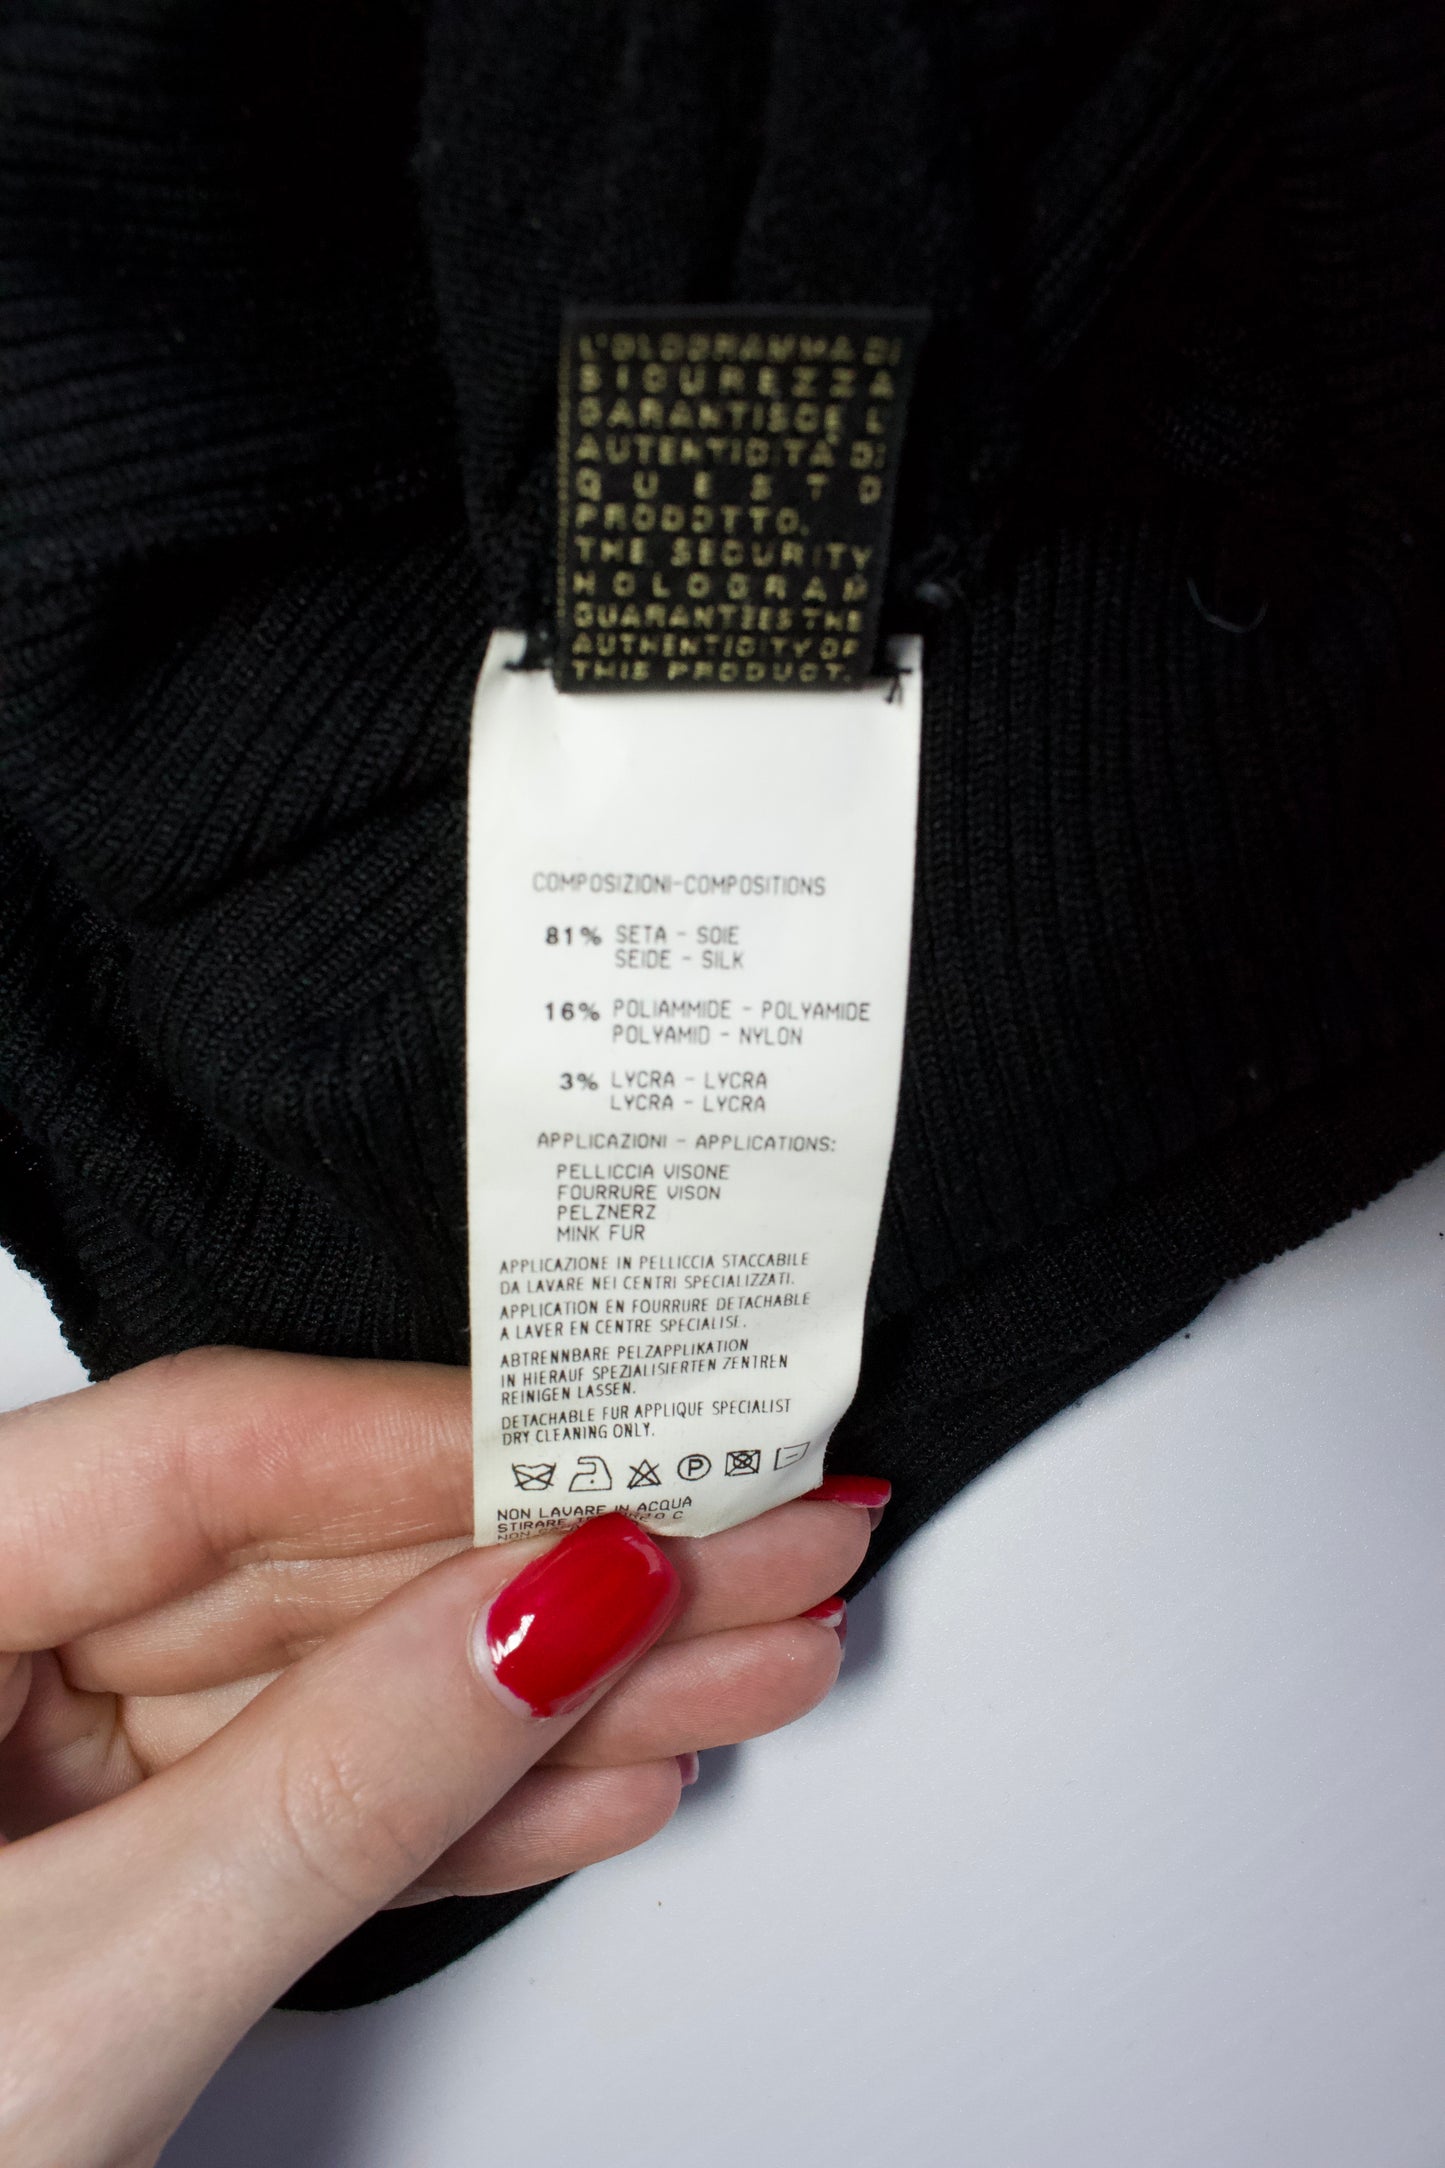 L'OLOGRAMMA DI
SICUREZZA
GARANTISCE L
AUTENTICITÀ DI
QUESTO
PRODOTTO.
THE SECURITY
HOLOGRAM
GUARANTEES THE
AUTHENTICITY OF
THIS PRODUCT.
COMPOSIZIONI-COMPOSITIONS
81% SETA - SOIE
SEIDE - SILK
16% POLIAMMIDE - POLYAMIDE
POLYAMID - NYLON
3% LYCRA - LYCRA
LYCRA - LYCRA
APPLICAZIONI - APPLICATIONS:
PELLICCIA VISONE
FOURRURE VISON
PELZNERZ
MINK FUR
APPLICAZIONE IN PELLICCIA STACCABILE
DA LAVARE NEI CENTRI SPECIALIZZATI.
APPLICATION EN FOURRURE DETACHABLE
A LAVER EN CENTRE SPECIALISE.
ABTRENNBARE PELZAPPLIKATION
IN HIERAUF SPEZIALISIERTEN ZENTREN
REINIGEN LASSEN.
DETACHABLE FUR APPLIQUE SPECIALIST
DRY CLEANING ONLY.
P
NON LAVARE IN ACQUA
STIRARE
NON